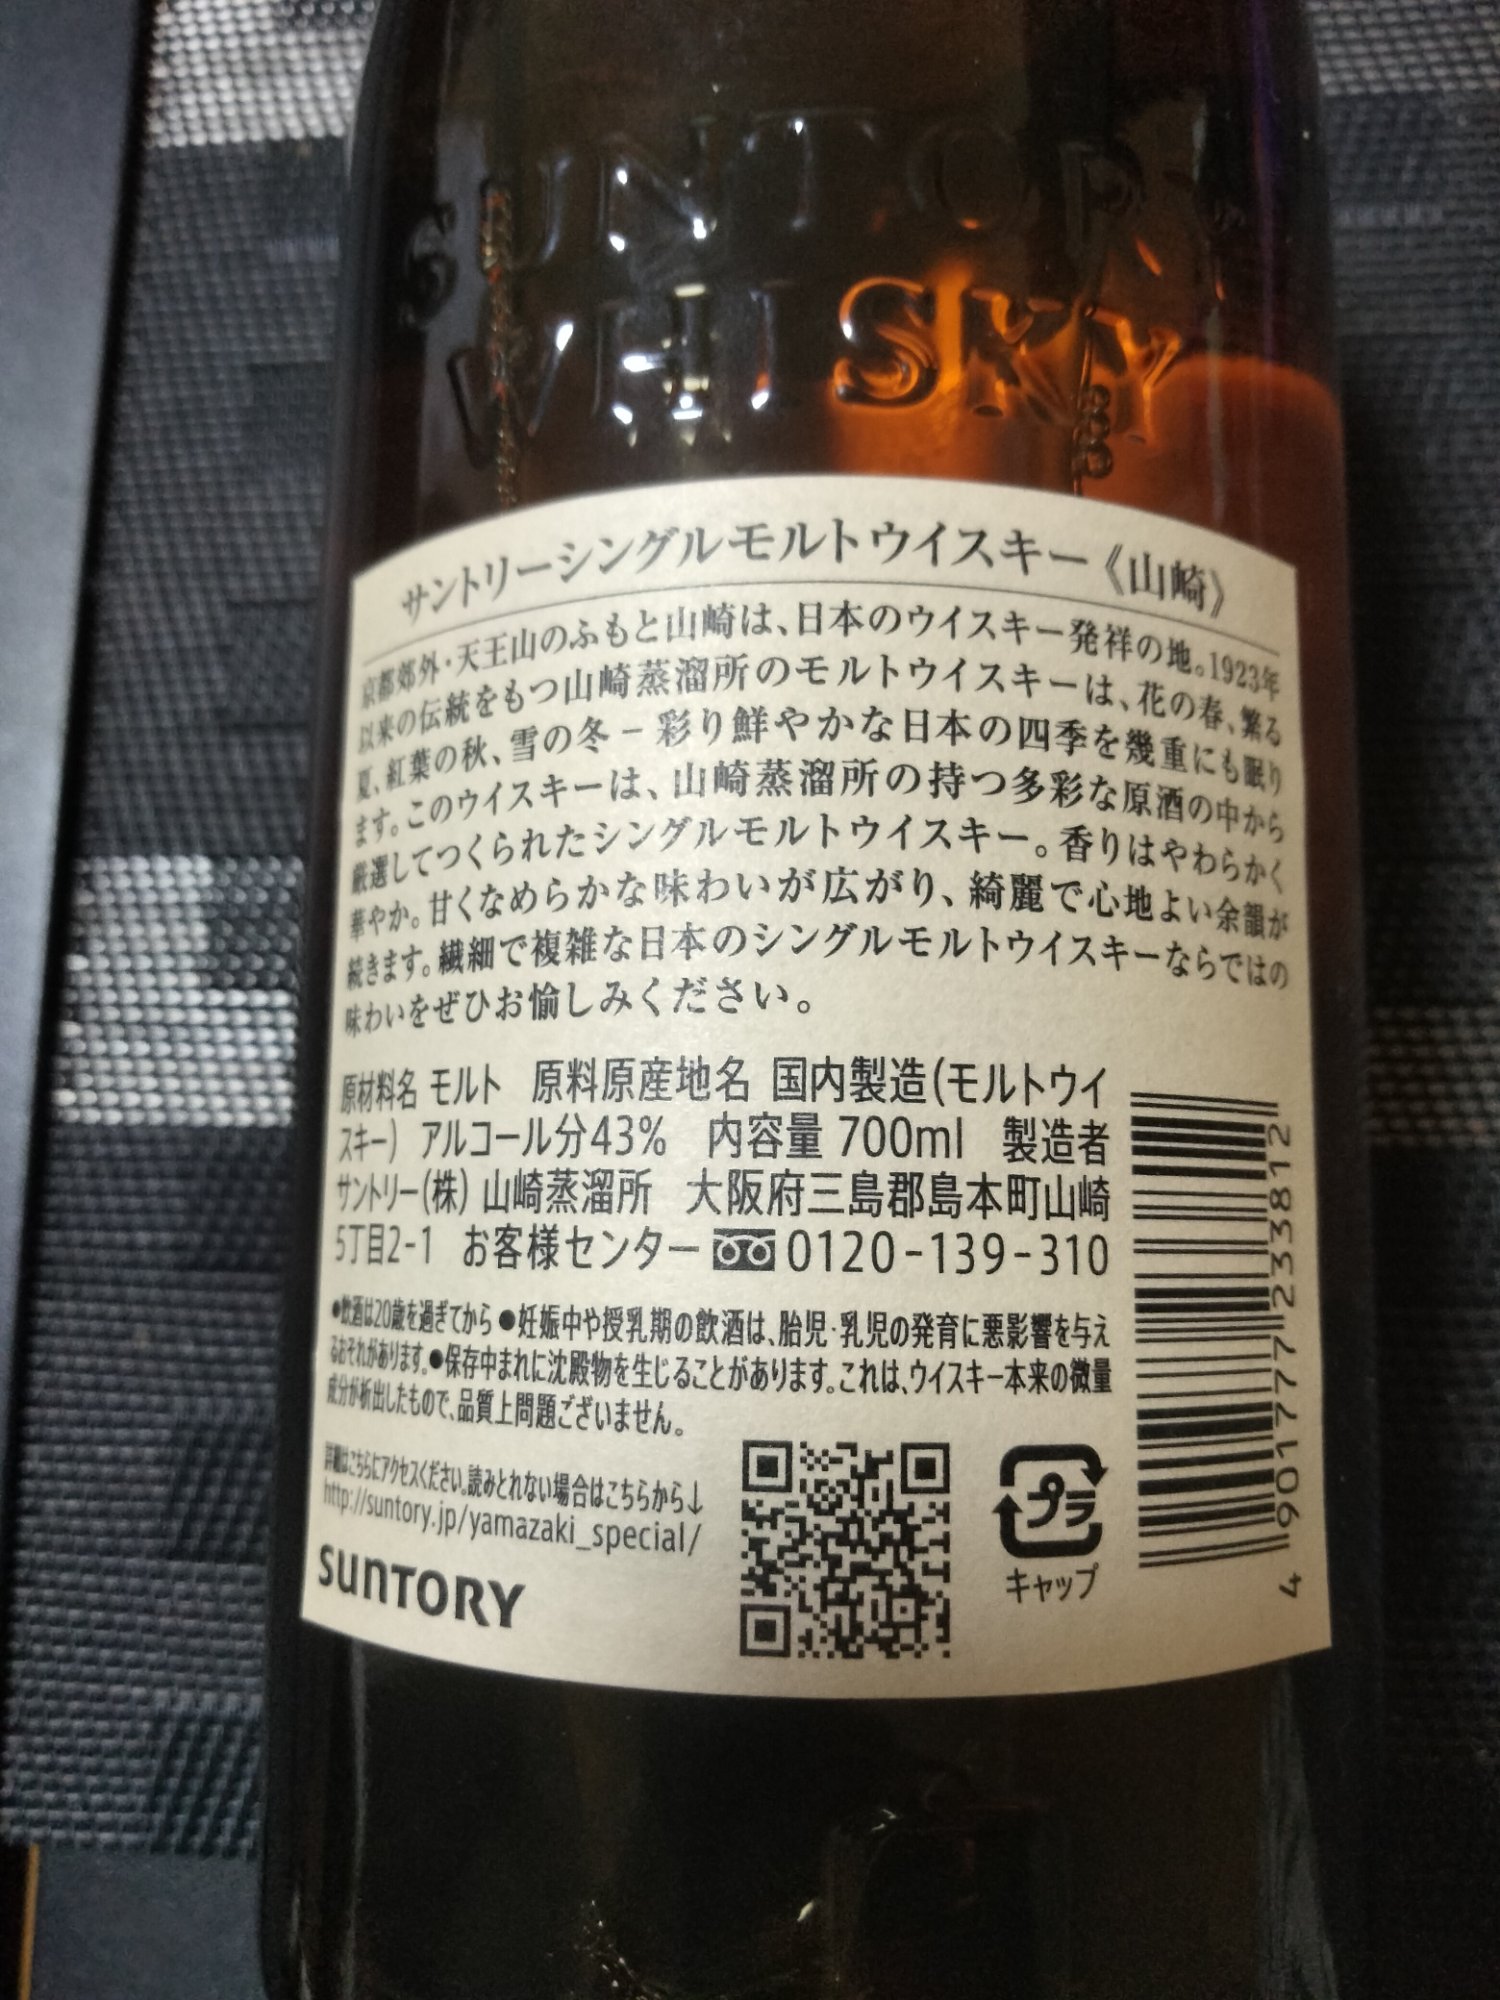 SUNTORY
WHISKY
サントリーシングルモルトウイスキー《山崎》
京都郊外・天王山のふもと山崎は、日本のウイスキー発祥の地。1923年
以来の伝統をもつ山崎蒸溜所のモルトウイスキーは、花の春、繁る
夏、紅葉の秋、雪の冬－彩り鮮やかな日本の四季を幾重にも眠り
ます。このウイスキーは、山崎蒸溜所の持つ多彩な原酒の中から
厳選してつくられたシングルモルトウイスキー。香りはやわらかく
華やか。甘くなめらかな味わいが広がり、綺麗で心地よい余韻が
続きます。繊細で複雑な日本のシングルモルトウイスキーならではの
味わいをぜひお愉しみください。
原材料名 モルト 原料原産地名 国内製造(モルトウイ
スキー) アルコール分43% 内容量 700ml 製造者
サントリー(株) 山崎蒸溜所 大阪府三島郡島本町山崎
5丁目2-1 お客様センター 0120-139-310
●飲酒は20歳を過ぎてから ●妊娠中や授乳期の飲酒は、胎児・乳児の発育に悪影響を与え
るおそれがあります。●保存中まれに沈殿物を生じることがあります。これは、ウイスキー本来の微量
成分が析出したもので、品質上問題ございません。
詳細はこちらにアクセスください。読みとれない場合はこちらから↓
http://suntory.jp/yamazaki_special/
SUNTORY
プラ
キャップ
4 901777 233812